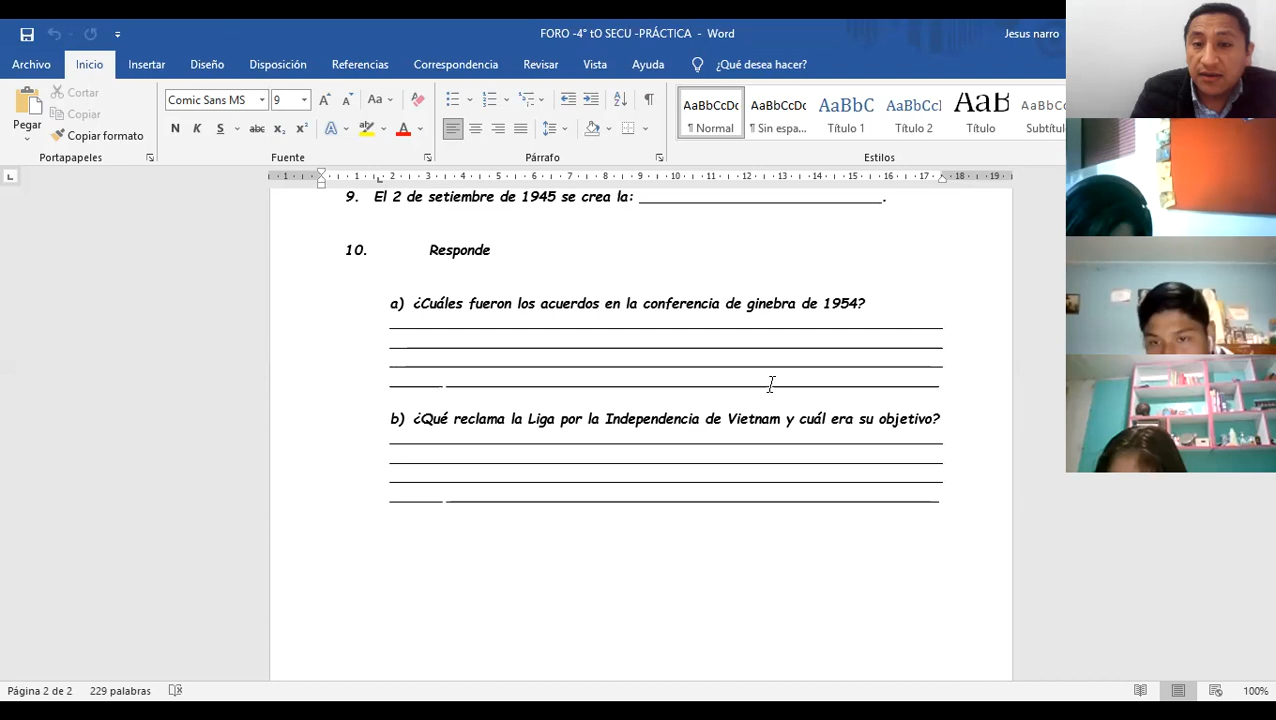 FORO -4° tO SECU -PRÁCTICA - Word
Jesus narro
Archivo Inicio Insertar Diseño Disposición Referencias Correspondencia Revisar Vista Ayuda ¿Qué desea hacer?
Pegar
Cortar
Copiar
Copiar formato
Portapapeles
Comic Sans MS 9
Fuente
Párrafo
AaBbCcDc AaBbCcDc AaBbC AaBbCcI AaB AaBbCcD
¶ Normal ¶ Sin espa... Título 1 Título 2 Título Subtítul
Estilos
9. El 2 de setiembre de 1945 se crea la: ______________________________.
10. Responde
a) ¿Cuáles fueron los acuerdos en la conferencia de ginebra de 1954?
b) ¿Qué reclama la Liga por la Independencia de Vietnam y cuál era su objetivo?
Página 2 de 2 229 palabras
100%